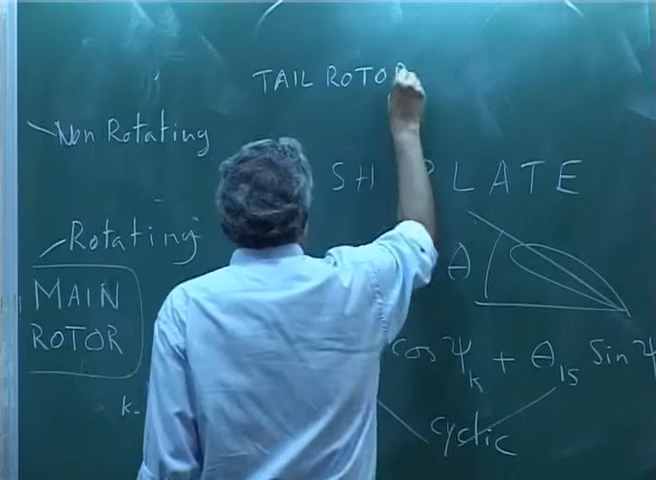 TAIL ROTOR
Non Rotating
SH PLATE
Rotating
θ
MAIN
ROTOR
cos ψk + θ1s Sin ψ
k-
cyclic